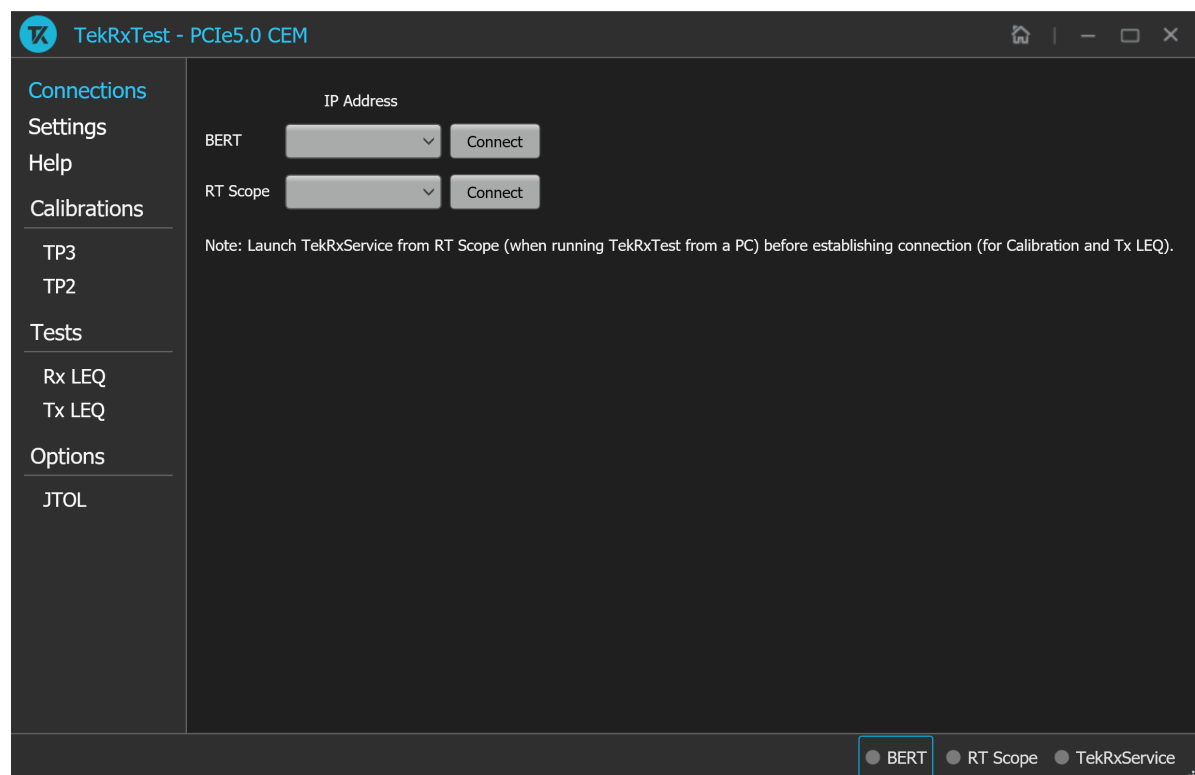 TekRxTest - PCIe5.0 CEM
Connections
Settings
Help
Calibrations
TP3
TP2
Tests
Rx LEQ
Tx LEQ
Options
JTOL
IP Address
BERT Connect
RT Scope Connect
Note: Launch TekRxService from RT Scope (when running TekRxTest from a PC) before establishing connection (for Calibration and Tx LEQ).
BERT RT Scope TekRxService